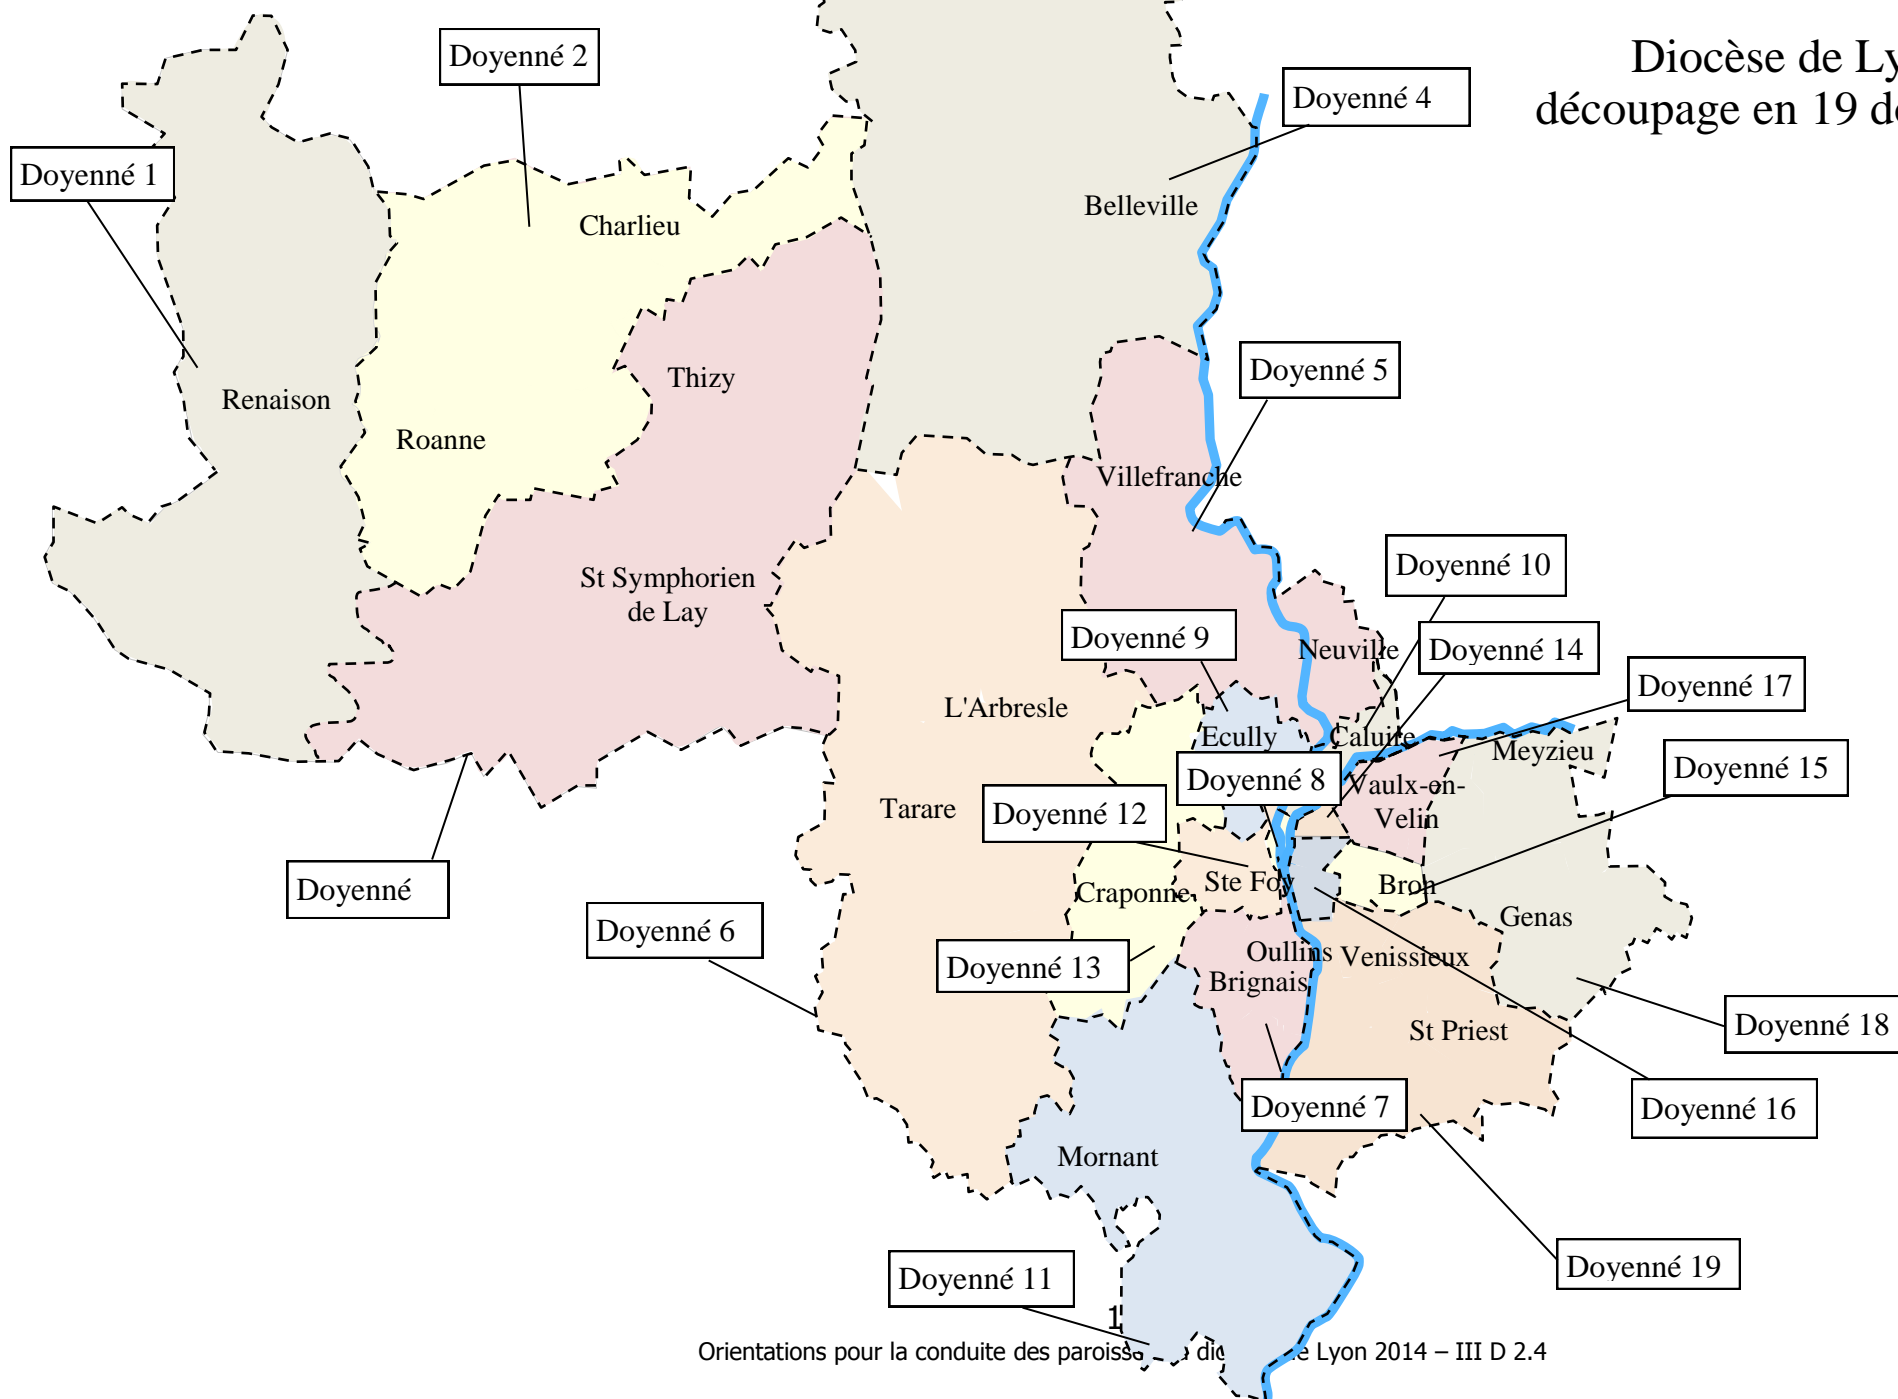 Diocèse de Ly
découpage en 19 d
Doyenné 2
Doyenné 4
Doyenné 1
Belleville
Charlieu
Doyenné 5
Thizy
Renaison
Roanne
Villefranche
Doyenné 10
St Symphorien
de Lay
Doyenné 9
Neuville
Doyenné 14
Doyenné 17
L'Arbresle
Ecully
Caluire
Meyzieu
Doyenné 8
Doyenné 15
Vaulx-en-
Velin
Tarare
Doyenné 12
Doyenné
Craponne
Ste Foy
Bron
Genas
Doyenné 6
Oullins
Venissieux
Doyenné 13
Brignais
Doyenné 18
St Priest
Doyenné 7
Doyenné 16
Mornant
Doyenné 19
Doyenné 11
1
Orientations pour la conduite des Lyon 2014 – III D 2.4